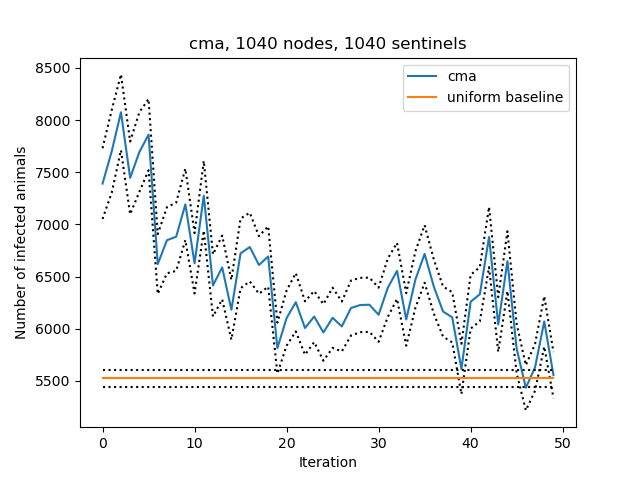 cma, 1040 nodes, 1040 sentinels
8500
8000
7500
7000
6500
6000
5500
Number of infected animals
cma
uniform baseline
0
10
20
30
40
50
Iteration